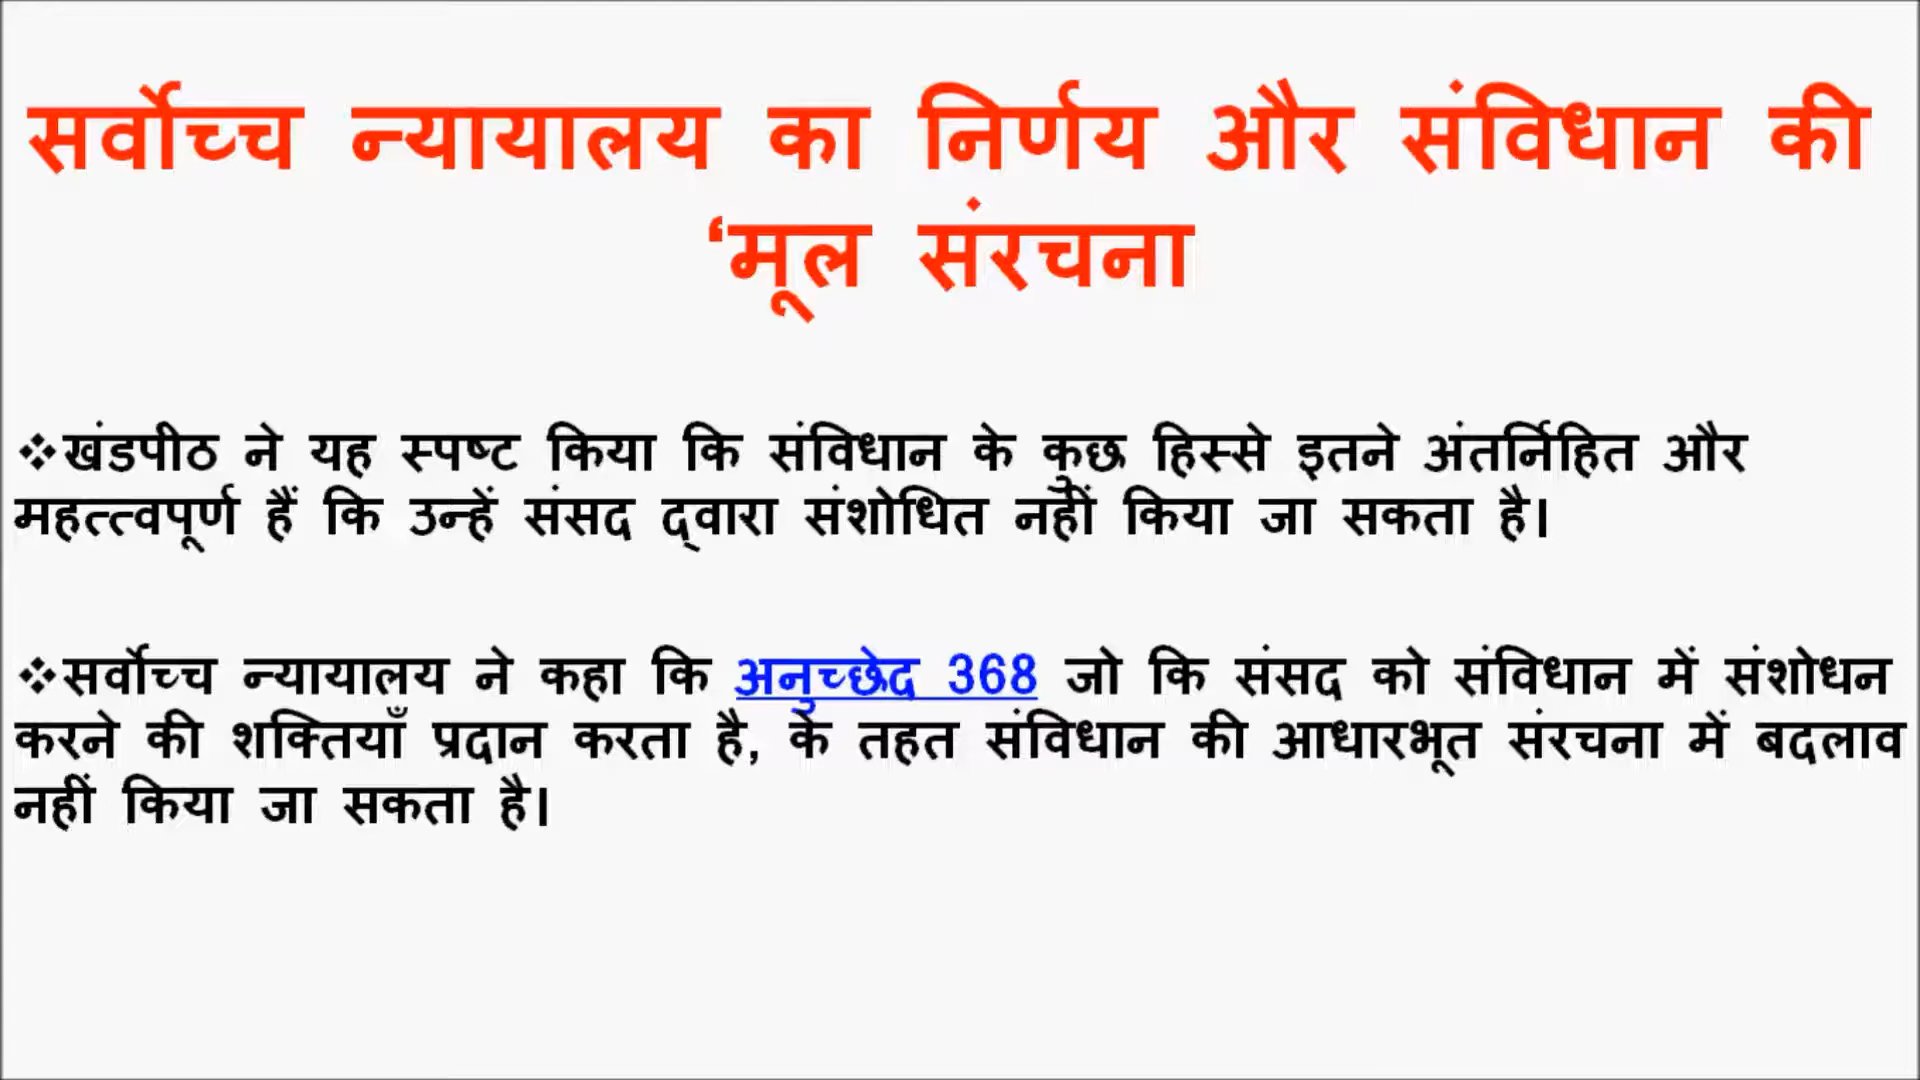 सर्वोच्च न्यायालय का निर्णय और संविधान की
‘मूल संरचना
❖खंडपीठ ने यह स्पष्ट किया कि संविधान के कुछ हिस्से इतने अंतर्निहित और
महत्त्वपूर्ण हैं कि उन्हें संसद द्वारा संशोधित नहीं किया जा सकता है।
❖सर्वोच्च न्यायालय ने कहा कि अनुच्छेद 368 जो कि संसद को संविधान में संशोधन
करने की शक्तियाँ प्रदान करता है, के तहत संविधान की आधारभूत संरचना में बदलाव
नहीं किया जा सकता है।